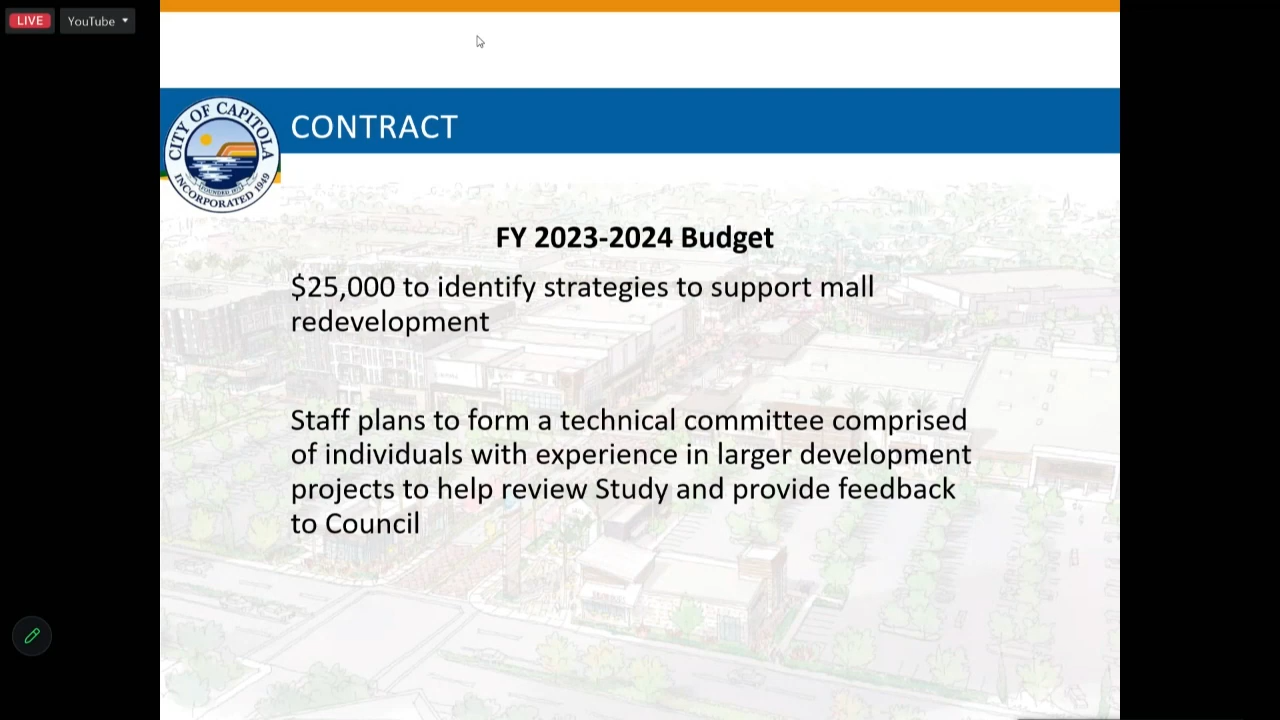 LIVE
YouTube
CITY OF CAPITOLA
INCORPORATED 1949
CONTRACT
FY 2023-2024 Budget
$25,000 to identify strategies to support mall
redevelopment
Staff plans to form a technical committee comprised
of individuals with experience in larger development
projects to help review Study and provide feedback
to Council